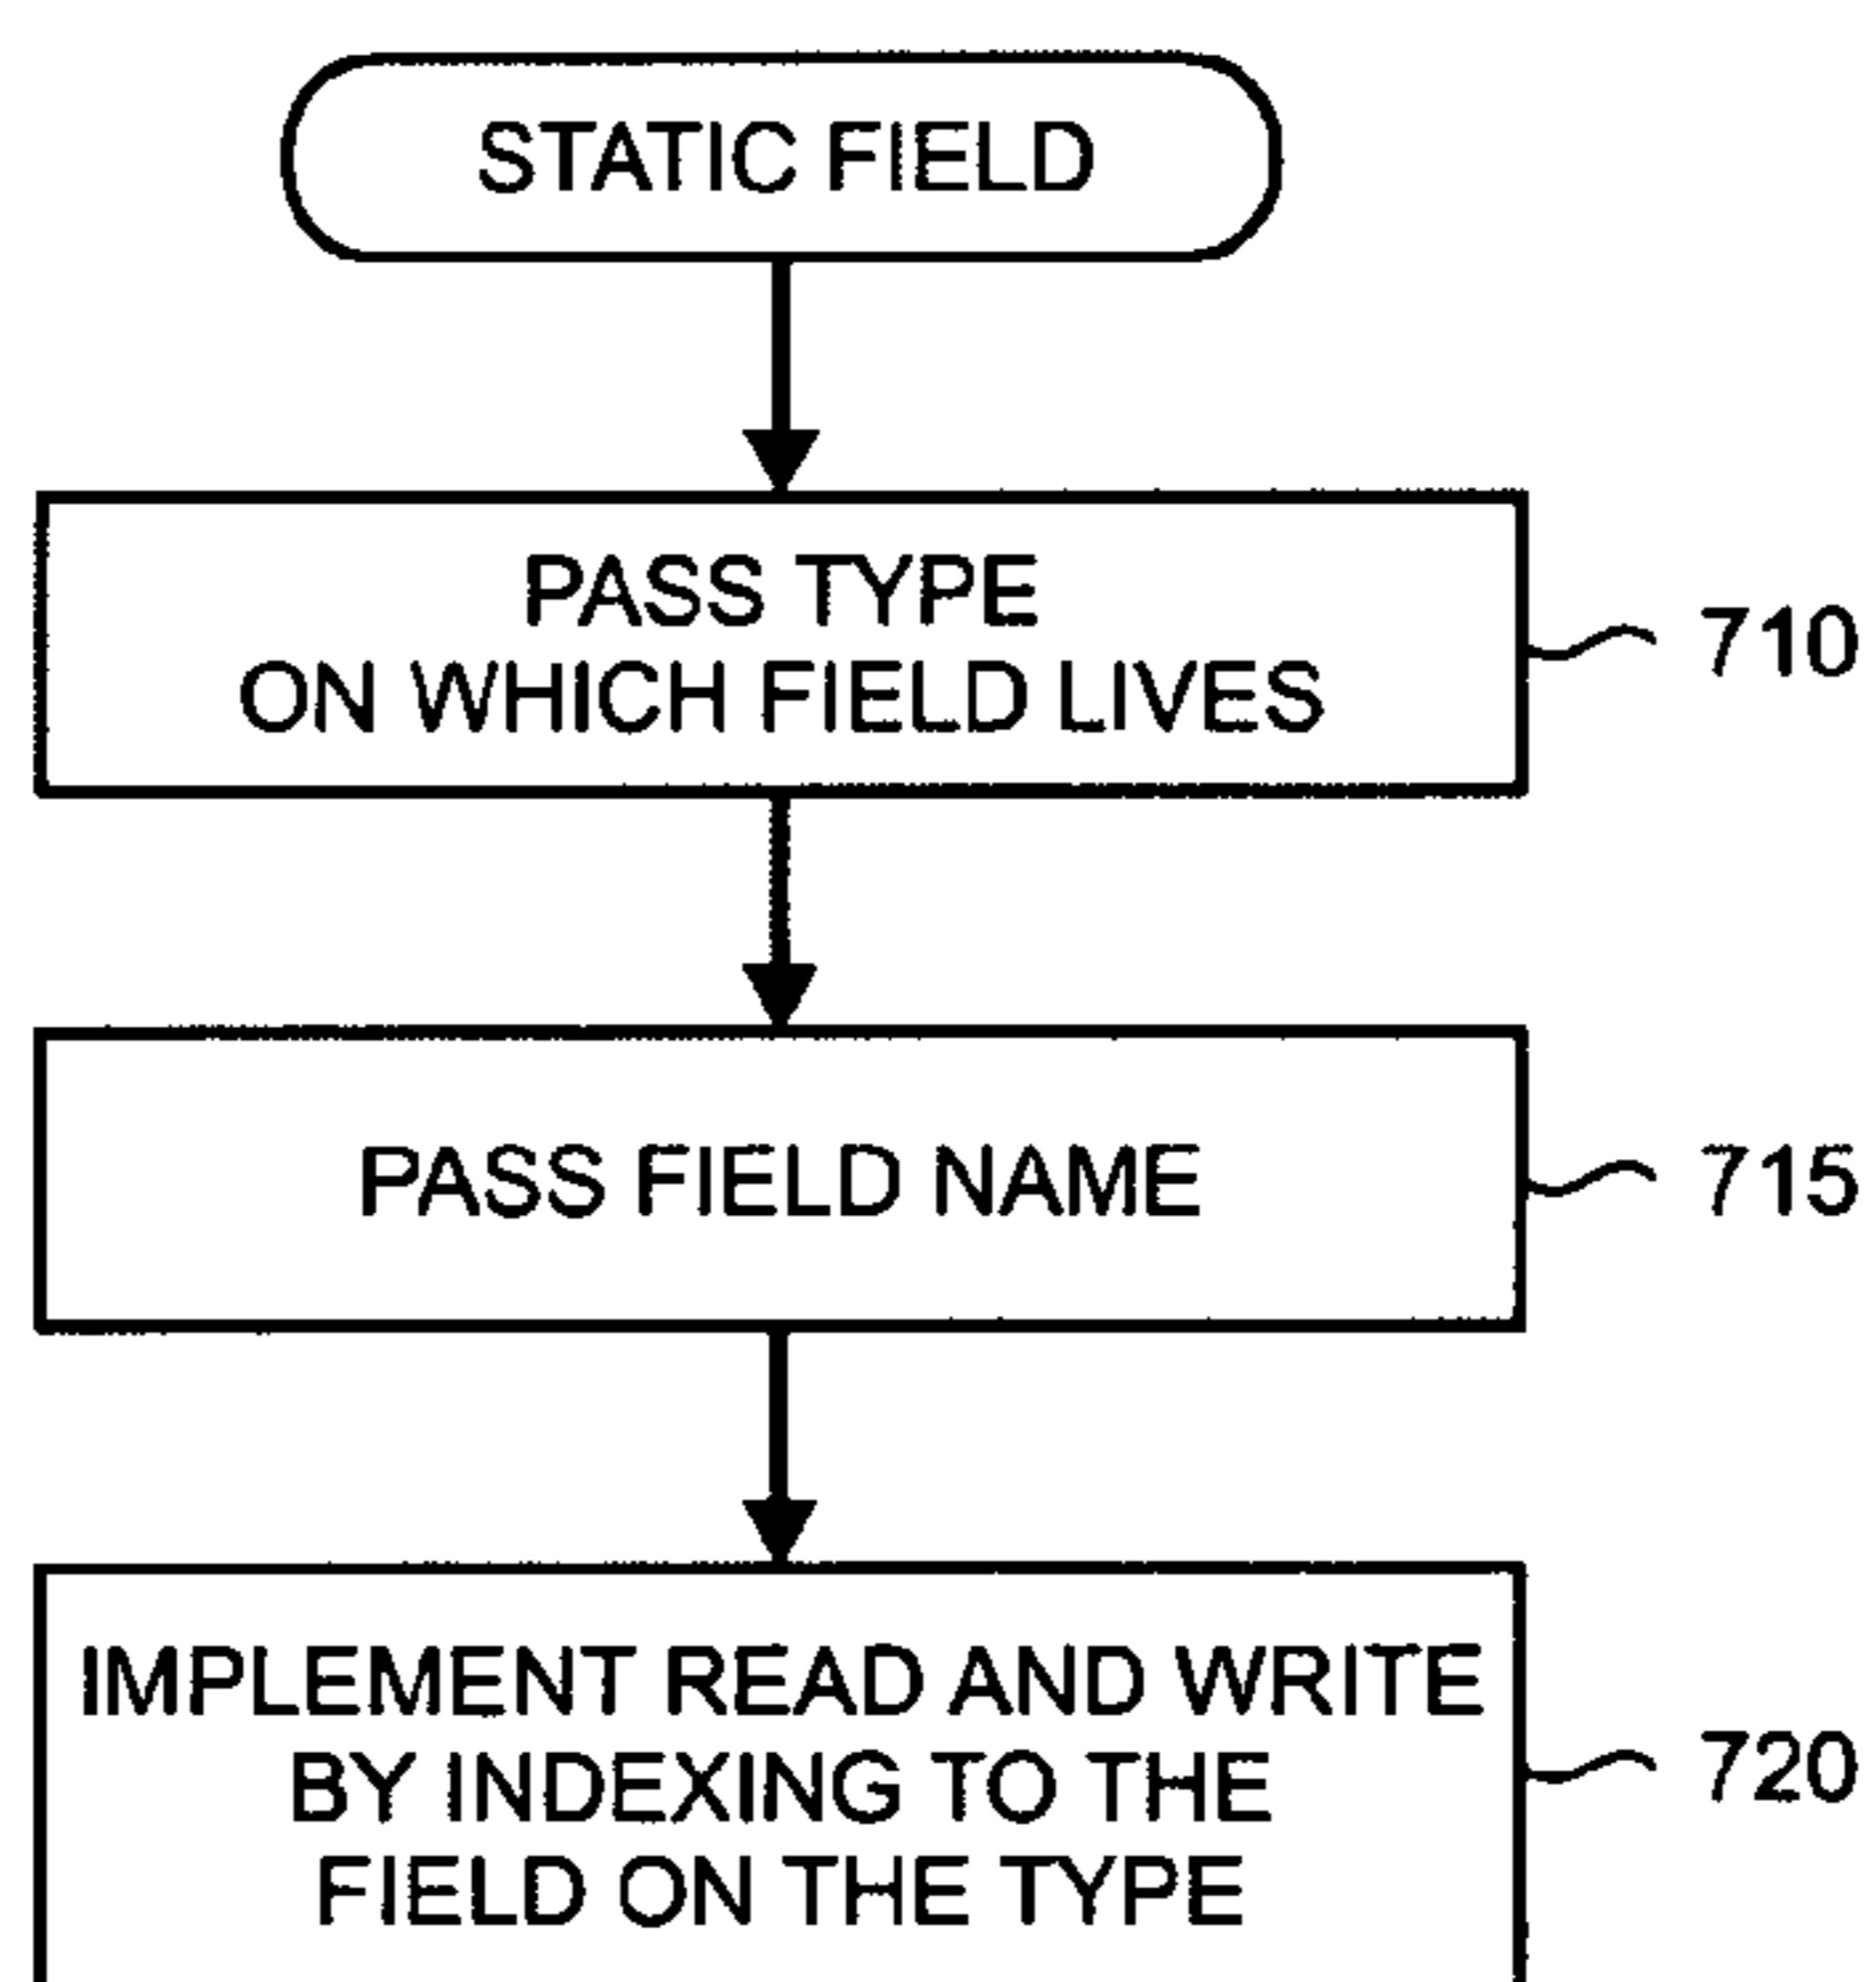 STATIC FIELD
PASS TYPE
ON WHICH FIELD LIVES
710
PASS FIELD NAME
715
IMPLEMENT READ AND WRITE
BY INDEXING TO THE
FIELD ON THE TYPE
720